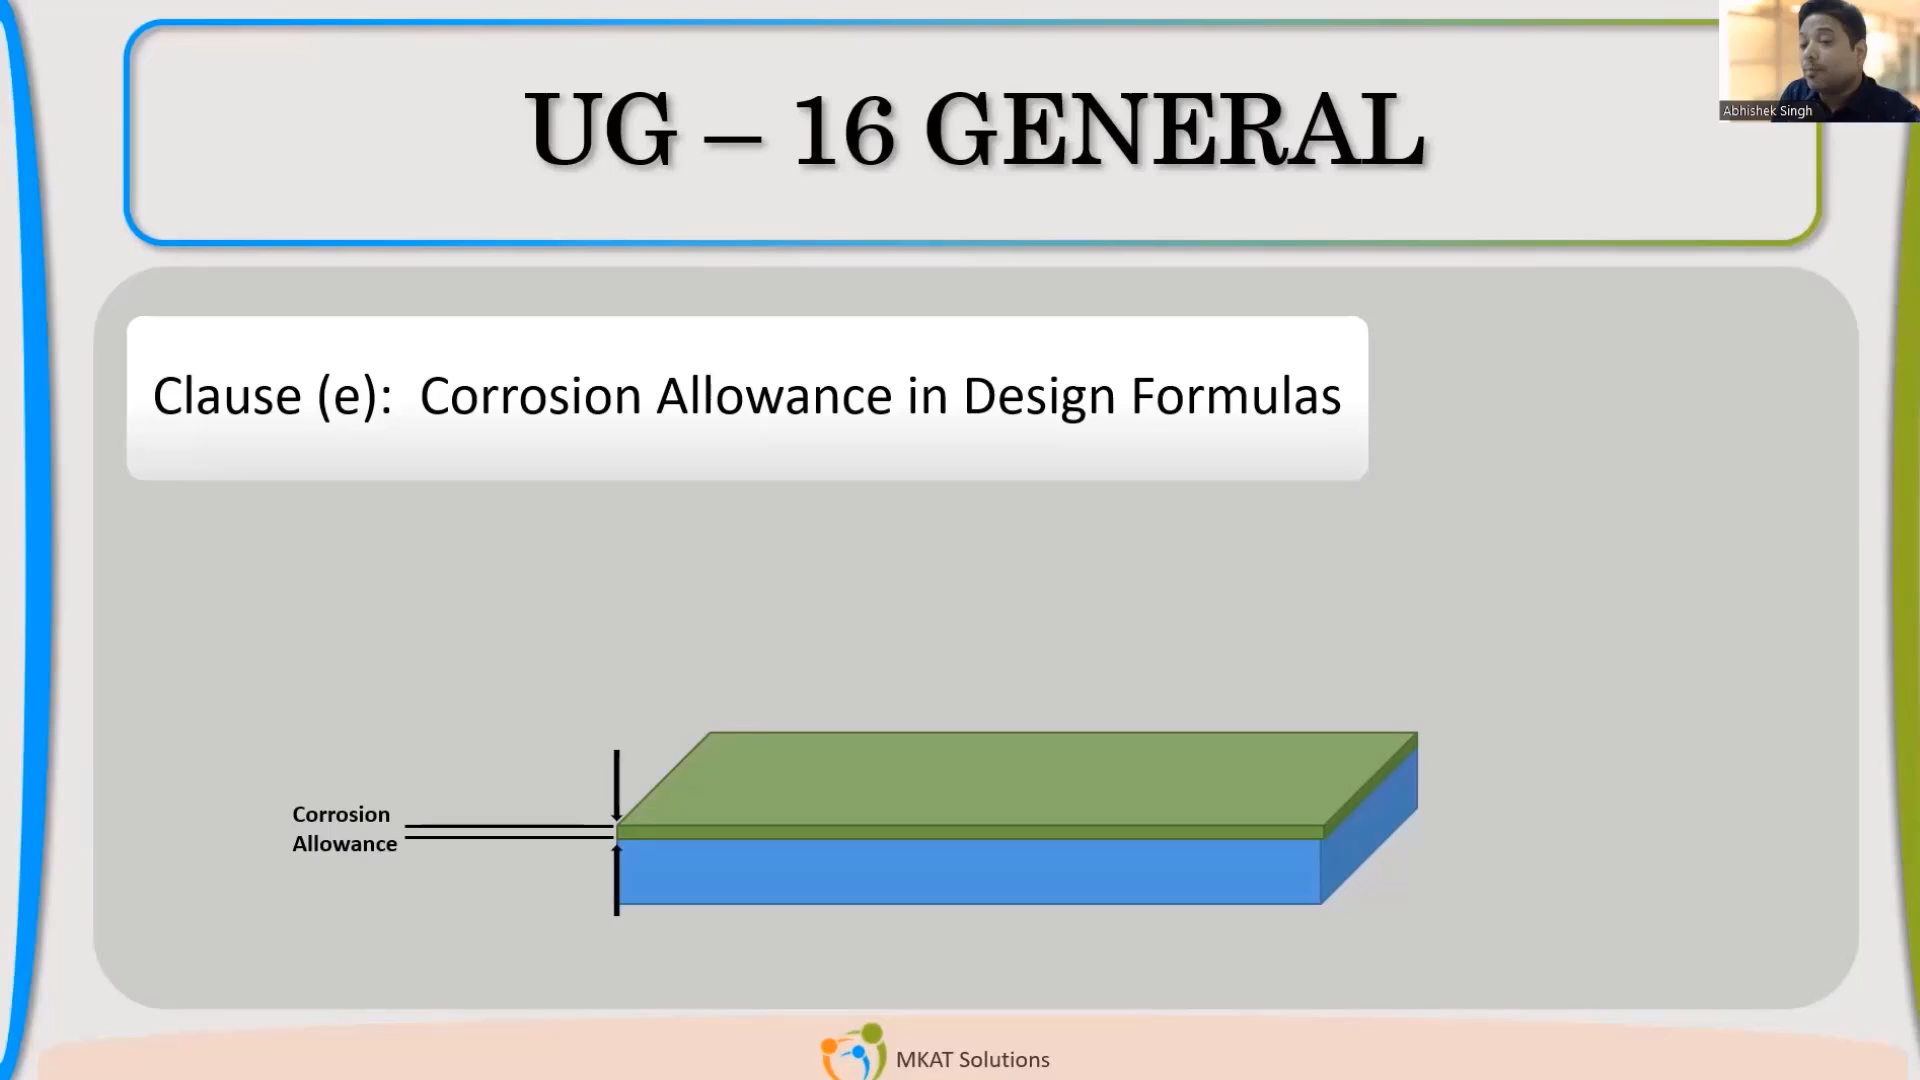 UG – 16 GENERAL
Abhishek Singh
Clause (e):  Corrosion Allowance in Design Formulas
Corrosion
Allowance
MKAT Solutions